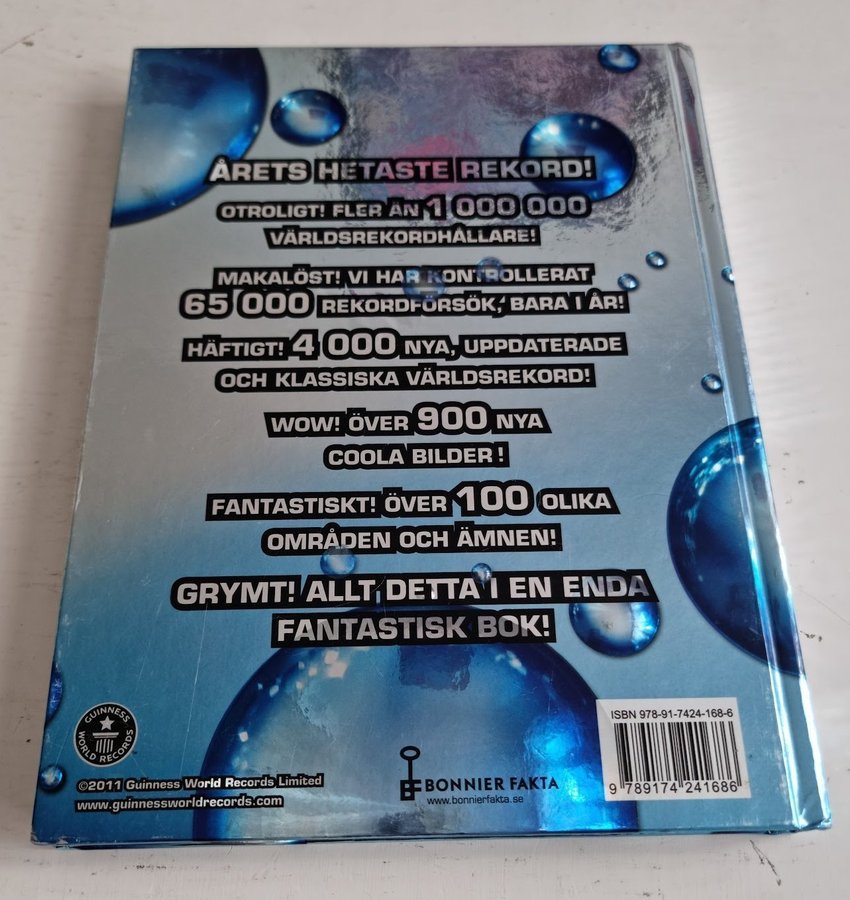 ÅRETS HETASTE REKORD!
OTROLIGT! FLER ÄN 1 000 000
VÄRLDSREKORDHÅLLARE!
MAKALÖST! VI HAR KONTROLLERAT
65 000 REKORDFÖRSÖK, BARA I ÅR!
HÄFTIGT! 4 000 NYA, UPPDATERADE
OCH KLASSISKA VÄRLDSREKORD!
WOW! ÖVER 900 NYA
COOLA BILDER!
FANTASTISKT! ÖVER 100 OLIKA
OMRÅDEN OCH ÄMNEN!
GRYMT! ALLT DETTA I EN ENDA
FANTASTISK BOK!
GUINNESS
WORLD RECORDS
©2011 Guinness World Records Limited
www.guinnessworldrecords.com
BONNIER FAKTA
www.bonnierfakta.se
ISBN 978-91-7424-168-6
9 789174 241686